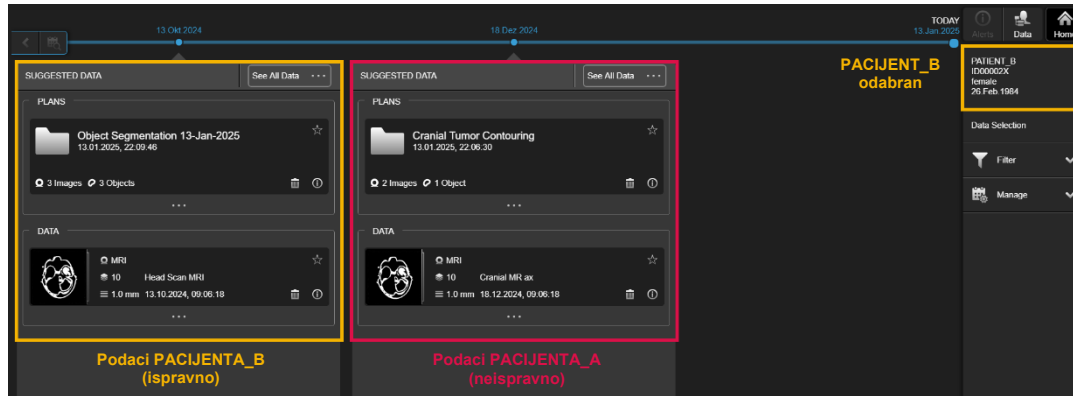 13.Okt.2024
18.Dez.2024
TODAY
13.Jan.2025
Alerts
Data
Home
SUGGESTED DATA
See All Data ...
PLANS
Object Segmentation 13-Jan-2025
13.01.2025, 22:09:46
3 Images 3 Objects
...
DATA
MRI
10 Head Scan MRI
1.0 mm 13.10.2024, 09:06:18
...
Podaci PACIJENTA_B
(ispravno)
SUGGESTED DATA
See All Data ...
PLANS
Cranial Tumor Contouring
13.01.2025, 22:06:30
2 Images 1 Object
...
DATA
MRI
10 Cranial MR ax
1.0 mm 18.12.2024, 09:06:18
...
Podaci PACIJENTA_A
(neispravno)
PACIJENT_B
odabran
PATIENT_B
ID00002X
female
26.Feb.1984
Data Selection
Filter
Manage